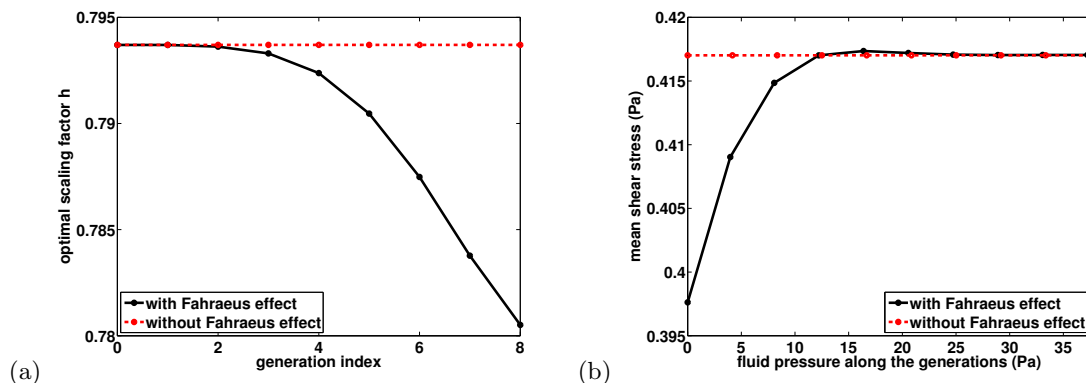 0.795
0.79
0.785
0.78
optimal scaling factor h
with Fahraeus effect
without Fahraeus effect
0 2 4 6 8
generation index
(a)
0.42
0.415
0.41
0.405
0.4
0.395
mean shear stress (Pa)
with Fahraeus effect
without Fahraeus effect
0 5 10 15 20 25 30 35
fluid pressure along the generations (Pa)
(b)